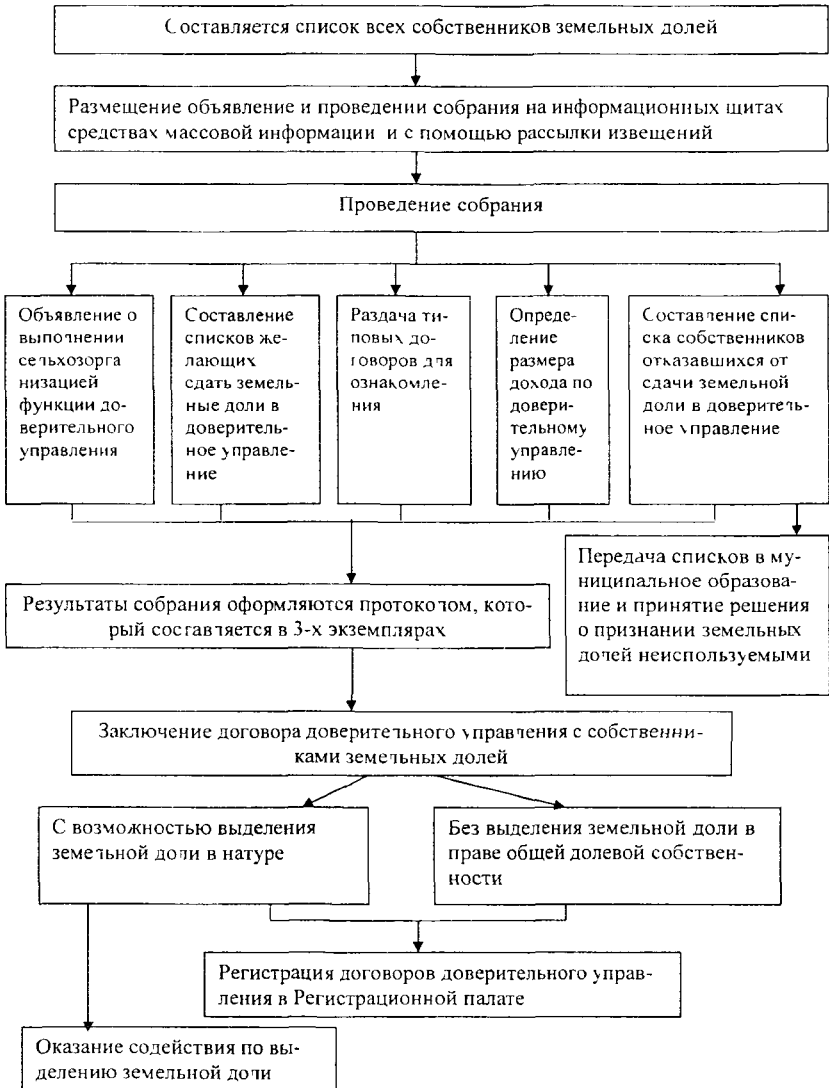 Составляется список всех собственников земельных долей
Размещение объявление и проведении собрания на информационных щитах
средствах массовой информации и с помощью рассылки извещений
Проведение собрания
Объявление о
выполнении
сельхозорга
низацией
функции до-
верительного
управления
Составление
списков же-
лающих
сдать земель-
ные доли в
доверитель-
ное управле-
ние
Раздача ти-
повых до-
говоров для
ознакомле-
ния
Опреде-
ление
размера
дохода по
довери-
тельному
управле-
нию
Составление спи-
ска собственников
отказавшихся от
сдачи земельной
доли в доверитель-
ное управление
Передача списков в му-
ниципальное образова-
ние и принятие решения
о признании земельных
долей неиспользуемыми
Результаты собрания оформляются протоколом, кото-
рый составляется в 3-х экземплярах
Заключение договора доверительного управления с собственни-
ками земельных долей
С возможностью выделения
земельной доли в натуре
Без выделения земельной доли в
праве общей долевой собствен-
ности
Регистрация договоров доверительного управ-
ления в Регистрационной палате
Оказание содействия по вы-
делению земельной доли